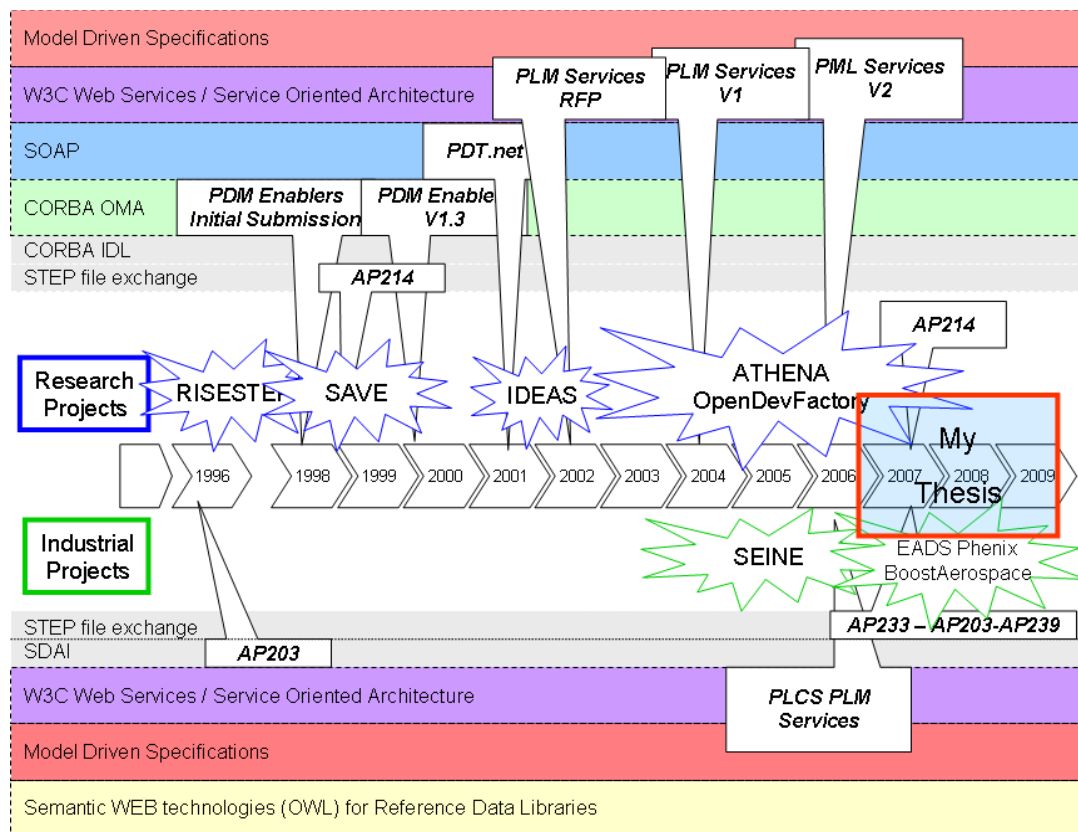 Model Driven Specifications
PLM Services
RFP
PLM Services
V1
PML Services
V2
W3C Web Services / Service Oriented Architecture
SOAP
PDT.net
CORBA OMA
PDM Enablers
Initial Submission
PDM Enable
V1.3
CORBA IDL
STEP file exchange
AP214
AP214
Research
Projects
RISESTEP
SAVE
IDEAS
ATHENA
OpenDevFactory
My
Thesis
1996
1998
1999
2000
2001
2002
2003
2004
2005
2006
2007
2008
2009
Industrial
Projects
SEINE
EADS Phenix
BoostAerospace
STEP file exchange
AP233 – AP203-AP239
SDAI
AP203
W3C Web Services / Service Oriented Architecture
PLCS PLM
Services
Model Driven Specifications
Semantic WEB technologies (OWL) for Reference Data Libraries